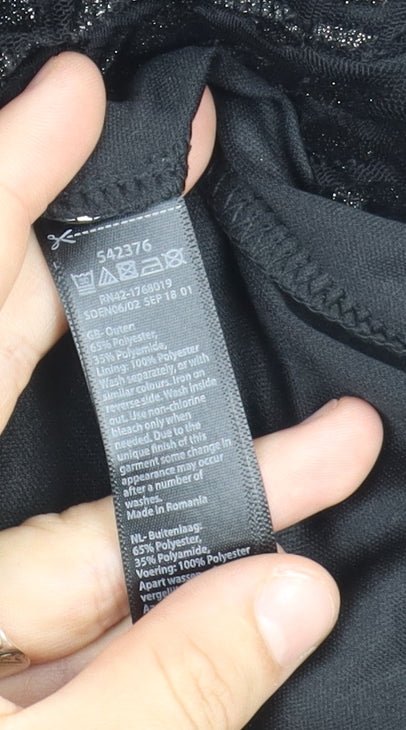 542376
RN42-1768019
SDEN06/02 SEP 18 01
GB- Outer:
65% Polyester,
35% Polyamide,
Lining: 100% Polyester
Wash separately, or with
similar colours. Iron on
reverse side. Wash inside
out. Use non-chlorine
bleach only when
needed. Due to the
unique finish of this
garment some change in
appearance may occur
after a number of
washes.
Made in Romania
NL- Buitenlaag:
65% Polyester,
35% Polyamide,
Voering: 100% Polyester
Apart